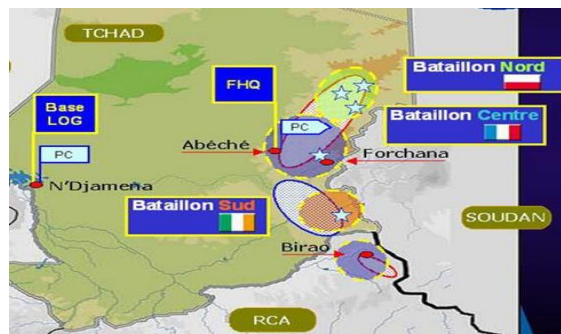 TCHAD
FHQ
Bataillon Nord
Base
LOG
PC
Bataillon Centre
PC
Abéché
Forchana
N'Djamena
Bataillon Sud
SOUDAN
Birao
RCA